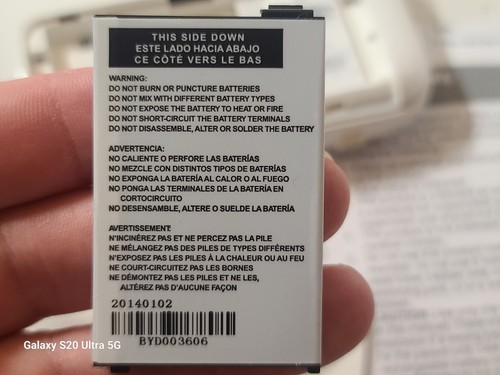 THIS SIDE DOWN
ESTE LADO HACIA ABAJO
CE CÔTÉ VERS LE BAS
WARNING:
DO NOT BURN OR PUNCTURE BATTERIES
DO NOT MIX WITH DIFFERENT BATTERY TYPES
DO NOT EXPOSE THE BATTERY TO HEAT OR FIRE
DO NOT SHORT-CIRCUIT THE BATTERY TERMINALS
DO NOT DISASSEMBLE, ALTER OR SOLDER THE BATTERY
ADVERTENCIA:
NO CALIENTE O PERFORE LAS BATERÍAS
NO MEZCLE CON DISTINTOS TIPOS DE BATERÍAS
NO EXPONGA LA BATERÍA AL CALOR O AL FUEGO
NO PONGA LAS TERMINALES DE LA BATERÍA EN
CORTOCIRCUITO
NO DESENSAMBLE, ALTERE O SUELDE LA BATERÍA
AVERTISSEMENT:
N'INCINÉREZ PAS ET NE PERCEZ PAS LA PILE
NE MÉLANGEZ PAS DES PILES DE TYPES DIFFÉRENTS
N'EXPOSEZ PAS LES PILES À LA CHALEUR OU AU FEU
NE COURT-CIRCUITEZ PAS LES BORNES
NE DÉMONTEZ PAS LES PILES ET NE LES,
ALTÉREZ PAS D'AUCUNE FAÇON
20140102
BYD003606
Galaxy S20 Ultra 5G